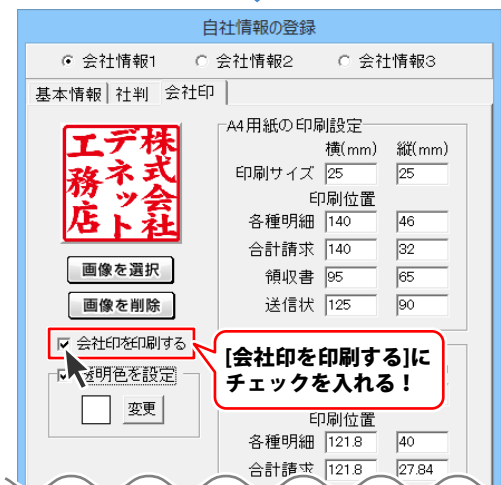 自社情報の登録
会社情報1 会社情報2 会社情報3
基本情報 社判 会社印
株式会社
デネット
工務店
画像を選択
画像を削除
会社印を印刷する
透明色を設定
変更
A4用紙の印刷設定
横(mm) 縦(mm)
印刷サイズ 25 25
印刷位置
各種明細 140 46
合計請求 140 32
領収書 95 65
送信状 125 90
[会社印を印刷する]に
チェックを入れる!
印刷位置
各種明細 121.8 40
合計請求 121.8 27.84